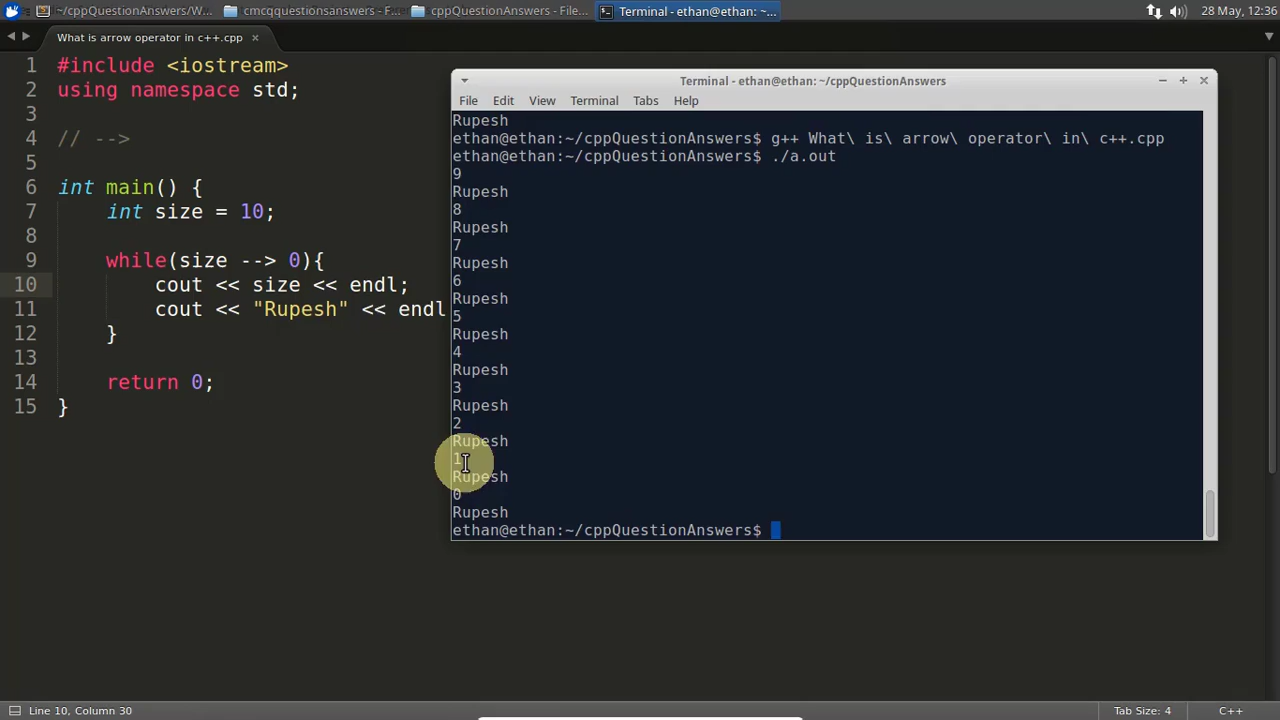 ~/cppQuestionAnswers/W...
cmcqquestionsanswers - F...
cppQuestionAnswers - File...
Terminal - ethan@ethan: ~...
28 May, 12:36
What is arrow operator in c++.cpp
1 #include <iostream>
2 using namespace std;
3
4 // -->
5
6 int main() {
7 int size = 10;
8
9 while(size --> 0){
10 cout << size << endl;
11 cout << "Rupesh" << endl
12 }
13
14 return 0;
15 }
Terminal - ethan@ethan: ~/cppQuestionAnswers
File Edit View Terminal Tabs Help
Rupesh
ethan@ethan:~/cppQuestionAnswers$ g++ What\ is\ arrow\ operator\ in\ c++.cpp
ethan@ethan:~/cppQuestionAnswers$ ./a.out
9
Rupesh
8
Rupesh
7
Rupesh
6
Rupesh
5
Rupesh
4
Rupesh
3
Rupesh
2
Rupesh
1
Rupesh
0
Rupesh
ethan@ethan:~/cppQuestionAnswers$
Line 10, Column 30
Tab Size: 4
C++